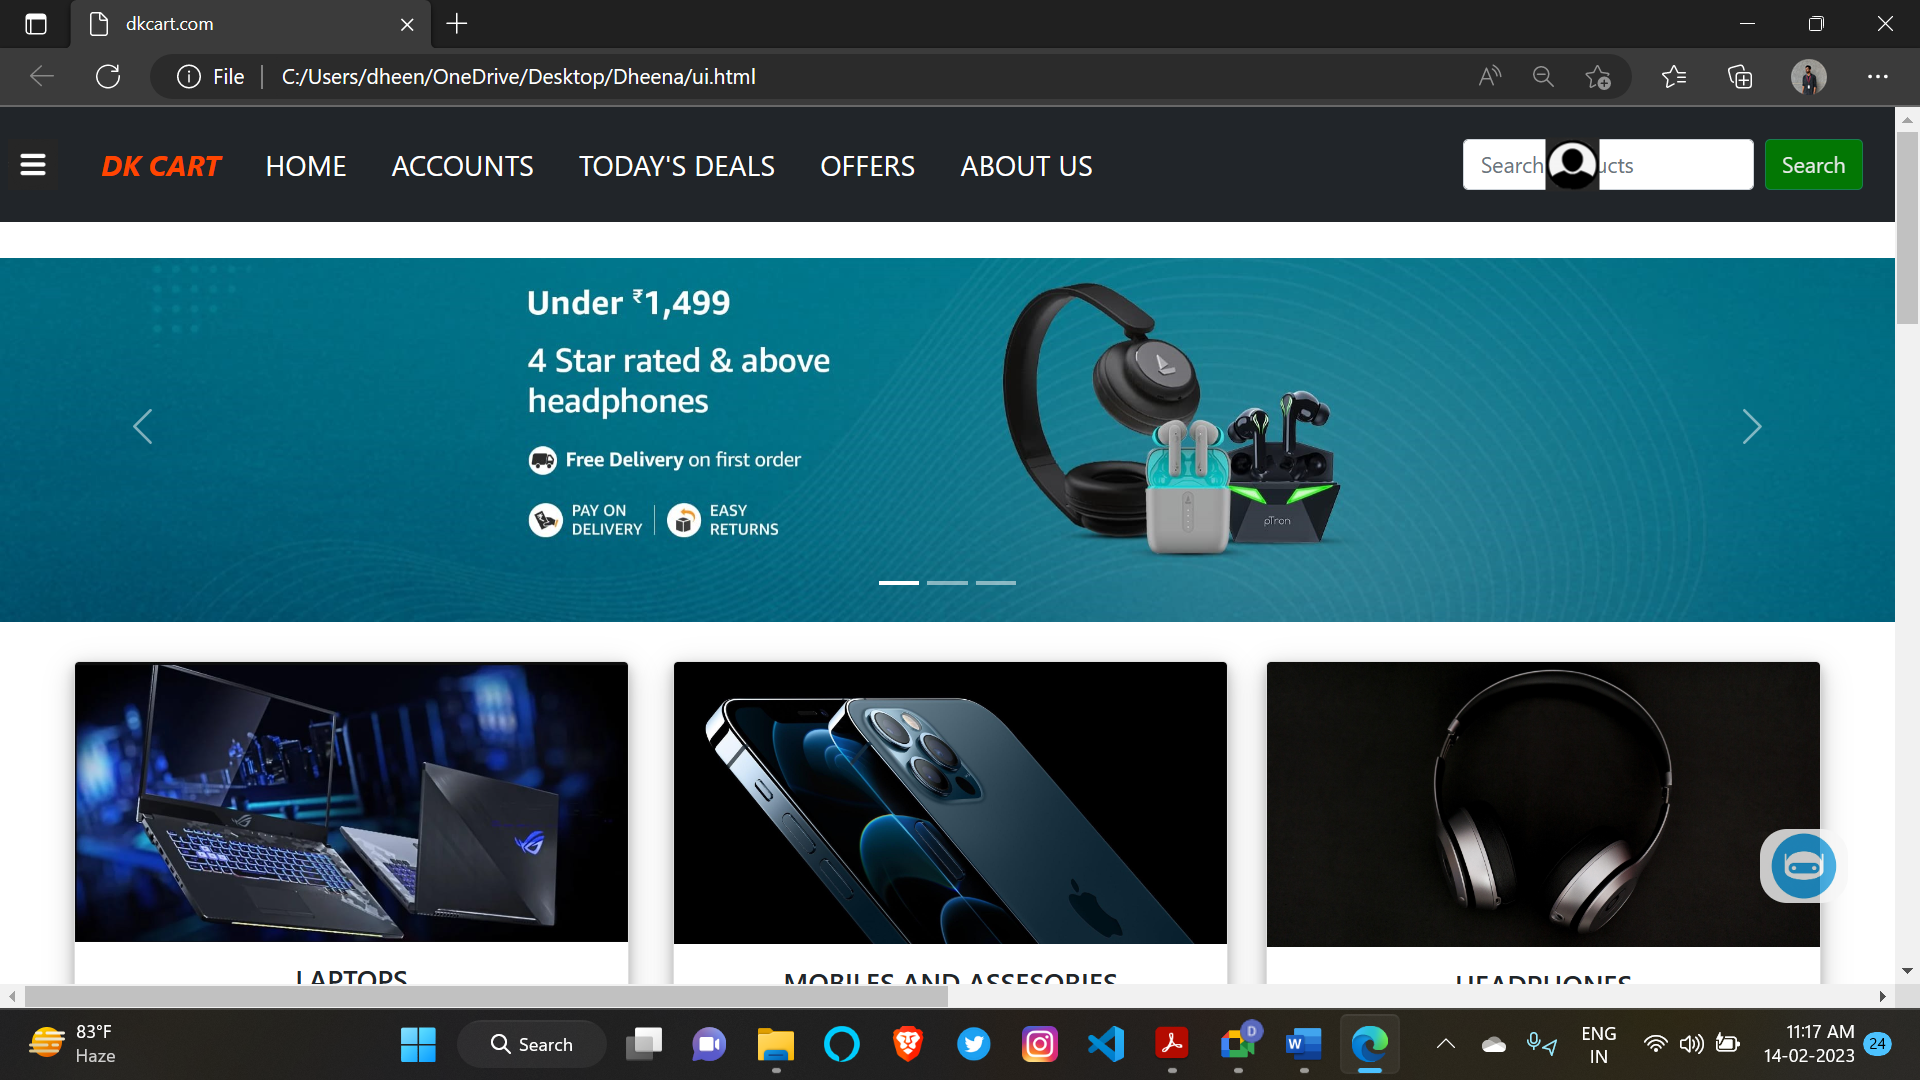 dkcart.com
File
C:/Users/dheen/OneDrive/Desktop/Dheena/ui.html
DK CART HOME ACCOUNTS TODAY'S DEALS OFFERS ABOUT US
Search ucts Search
Under ₹1,499
4 Star rated & above
headphones
Free Delivery on first order
PAY ON
DELIVERY
EASY
RETURNS
pTron
LAPTOPS
MOBILES AND ASSESORIES
HEADPHONES
83°F
Haze
Search
D
ENG
IN
11:17 AM
14-02-2023
24